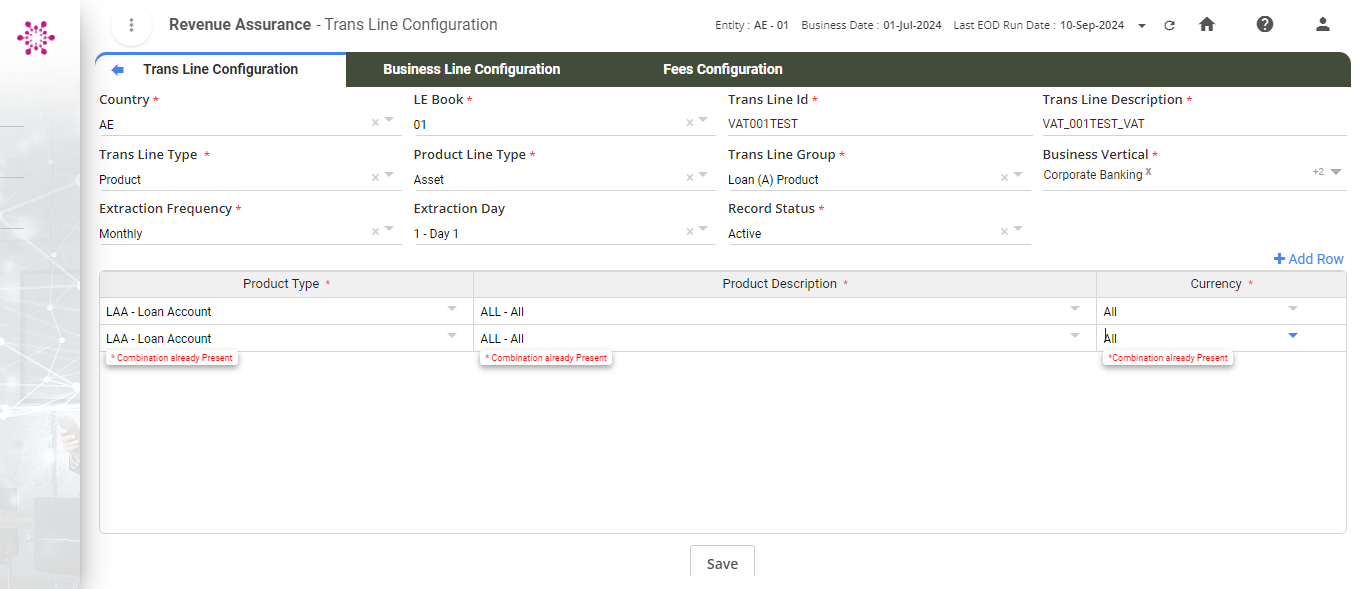 Revenue Assurance - Trans Line Configuration
Entity : AE - 01 Business Date : 01-Jul-2024 Last EOD Run Date : 10-Sep-2024
Trans Line Configuration Business Line Configuration Fees Configuration
Country * LE Book * Trans Line Id * Trans Line Description *
AE × 01 × VAT001TEST VAT_001TEST_VAT
Trans Line Type * Product Line Type * Trans Line Group * Business Vertical *
Product × Asset × Loan (A) Product × Corporate Banking x +2
Extraction Frequency * Extraction Day Record Status *
Monthly × 1 - Day 1 × Active ×
+ Add Row
Product Type * Product Description * Currency *
LAA - Loan Account ALL - All All
LAA - Loan Account ALL - All All
* Combination already Present * Combination already Present *Combination already Present
Save